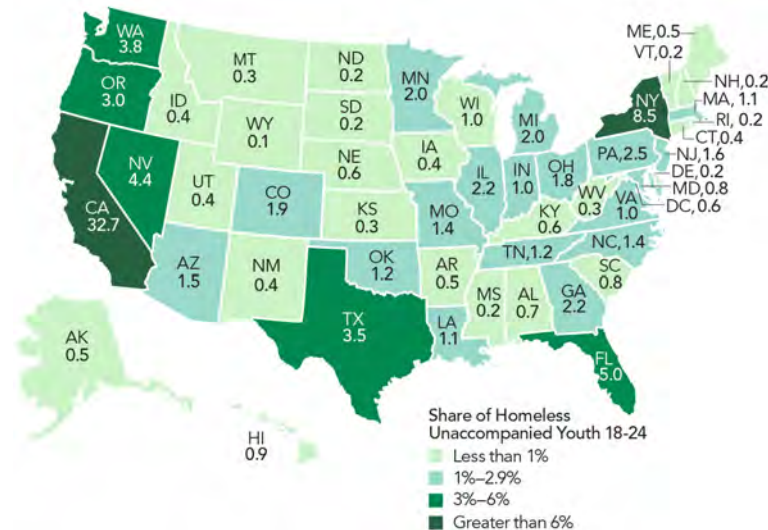 WA
3.8
OR
3.0
CA
32.7
NV
4.4
ID
0.4
MT
0.3
WY
0.1
UT
0.4
AZ
1.5
CO
1.9
NM
0.4
ND
0.2
SD
0.2
NE
0.6
KS
0.3
OK
1.2
TX
3.5
MN
2.0
IA
0.4
MO
1.4
AR
0.5
LA
1.1
WI
1.0
IL
2.2
MI
2.0
IN
1.0
OH
1.8
KY
0.6
TN,1.2
MS
0.2
AL
0.7
GA
2.2
FL
5.0
SC
0.8
NC,1.4
VA
1.0
WV
0.3
PA,2.5
NY
8.5
ME,0.5
VT,0.2
NH,0.2
MA, 1.1
RI, 0.2
CT,0.4
NJ,1.6
DE,0.2
MD,0.8
DC,0.6
AK
0.5
HI
0.9
Share of Homeless
Unaccompanied Youth 18-24
Less than 1%
1%–2.9%
3%–6%
Greater than 6%